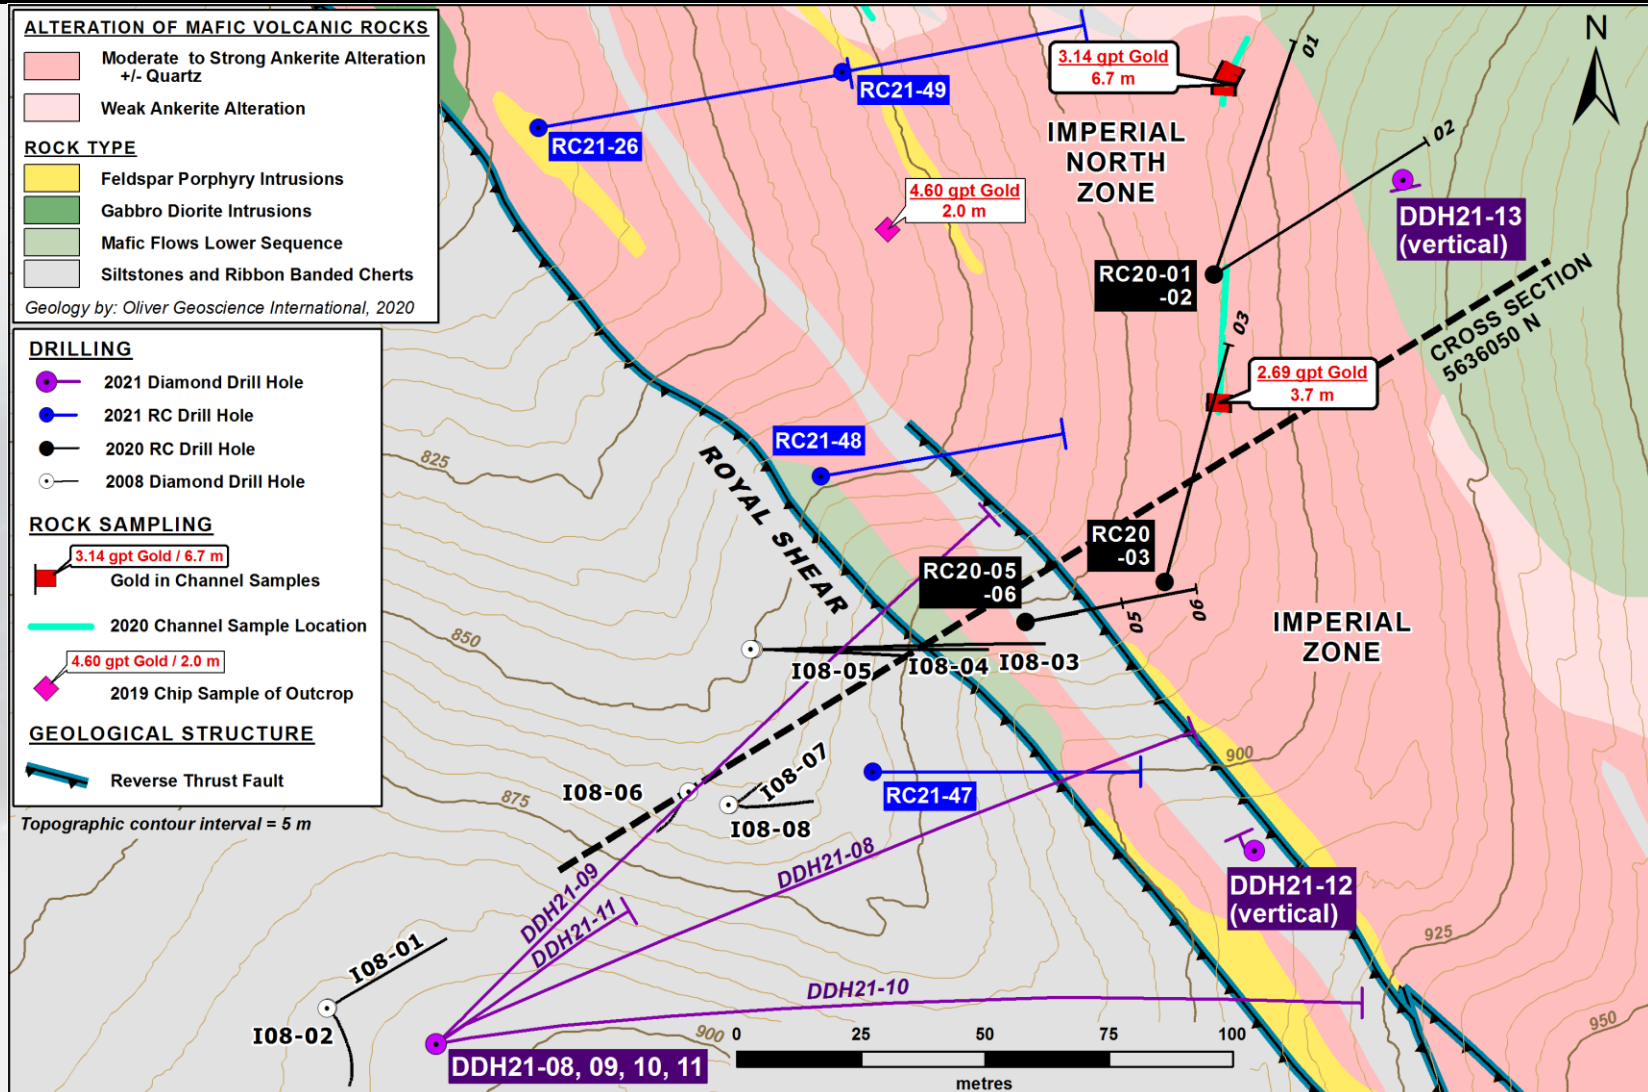 ALTERATION OF MAFIC VOLCANIC ROCKS
Moderate to Strong Ankerite Alteration
+/- Quartz
Weak Ankerite Alteration
ROCK TYPE
Feldspar Porphyry Intrusions
Gabbro Diorite Intrusions
Mafic Flows Lower Sequence
Siltstones and Ribbon Banded Cherts
Geology by: Oliver Geoscience International, 2020
DRILLING
2021 Diamond Drill Hole
2021 RC Drill Hole
2020 RC Drill Hole
2008 Diamond Drill Hole
ROCK SAMPLING
3.14 gpt Gold / 6.7 m
Gold in Channel Samples
2020 Channel Sample Location
4.60 gpt Gold / 2.0 m
2019 Chip Sample of Outcrop
GEOLOGICAL STRUCTURE
Reverse Thrust Fault
Topographic contour interval = 5 m
N
01
3.14 gpt Gold
6.7 m
RC21-49
RC21-26
IMPERIAL
NORTH
ZONE
02
4.60 gpt Gold
2.0 m
DDH21-13
(vertical)
RC20-01
-02
CROSS SECTION
5636050 N
03
2.69 gpt Gold
3.7 m
RC21-48
825
ROYAL SHEAR
RC20
-03
RC20-05
-06
05
06
IMPERIAL
ZONE
850
I08-05
I08-04
I08-03
900
I08-06
I08-07
I08-08
875
RC21-47
DDH21-08
DDH21-09
DDH21-11
DDH21-12
(vertical)
925
I08-01
I08-02
DDH21-10
950
900
DDH21-08, 09, 10, 11
0 25 50 75 100
metres